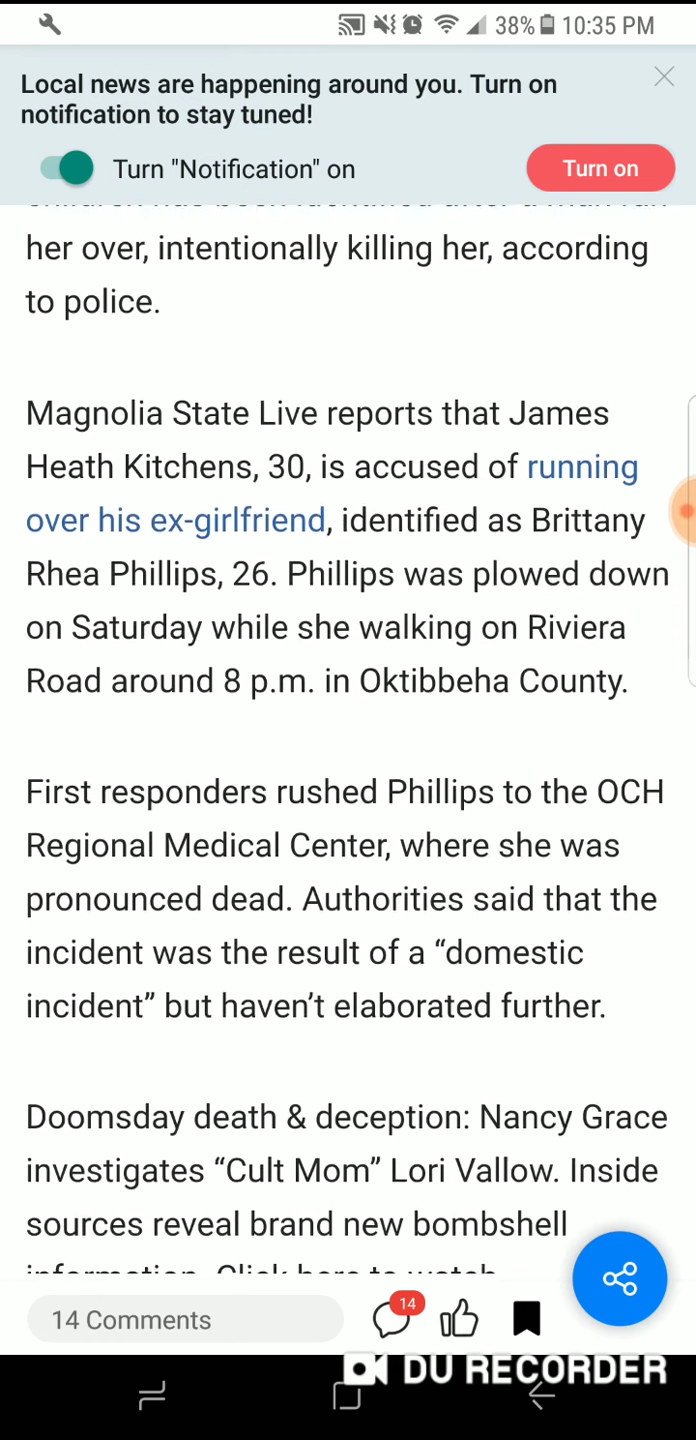 38% 10:35 PM
Local news are happening around you. Turn on
notification to stay tuned!
Turn "Notification" on
Turn on
her over, intentionally killing her, according
to police.
Magnolia State Live reports that James
Heath Kitchens, 30, is accused of running
over his ex-girlfriend, identified as Brittany
Rhea Phillips, 26. Phillips was plowed down
on Saturday while she walking on Riviera
Road around 8 p.m. in Oktibbeha County.
First responders rushed Phillips to the OCH
Regional Medical Center, where she was
pronounced dead. Authorities said that the
incident was the result of a “domestic
incident” but haven’t elaborated further.
Doomsday death & deception: Nancy Grace
investigates “Cult Mom” Lori Vallow. Inside
sources reveal brand new bombshell
information. Click here to watch
14 Comments
14
DU RECORDER